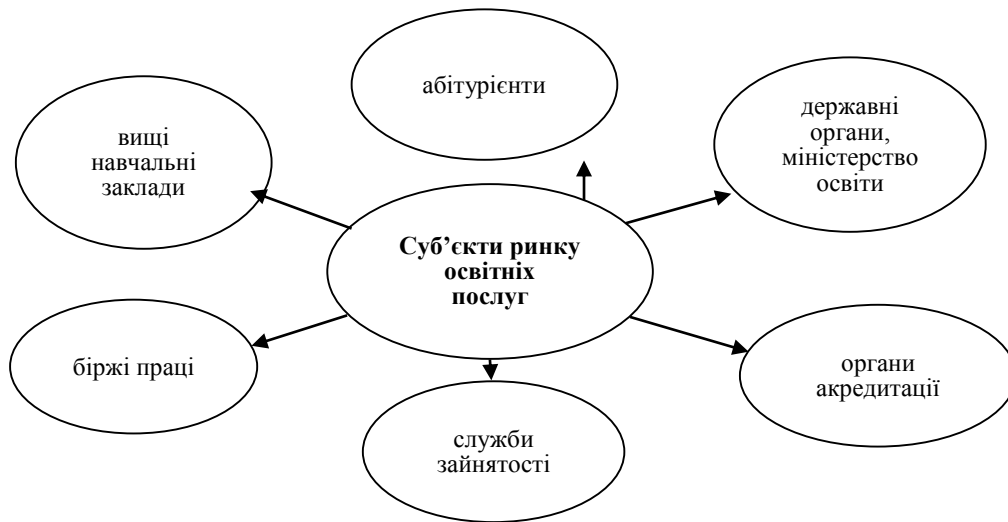 абітурієнти
вищі
навчальні
заклади
державні
органи,
міністерство
освіти
Суб’єкти ринку
освітніх
послуг
біржі праці
органи
акредитації
служби
зайнятості